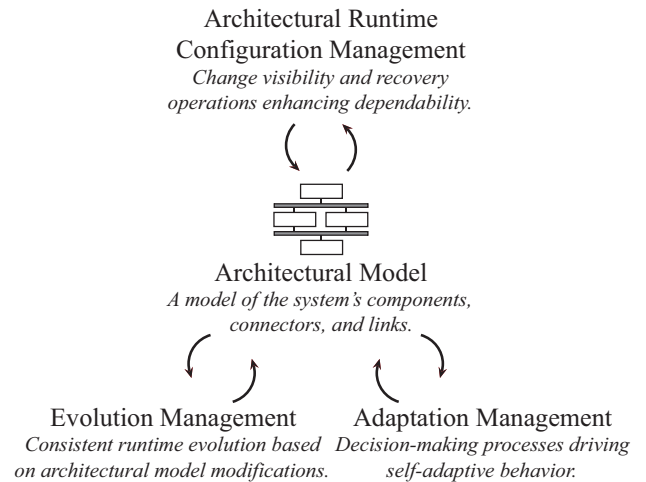 Architectural Runtime
Configuration Management
Change visibility and recovery
operations enhancing dependability.
Architectural Model
A model of the system's components,
connectors, and links.
Evolution Management
Consistent runtime evolution based
on architectural model modifications.
Adaptation Management
Decision-making processes driving
self-adaptive behavior.